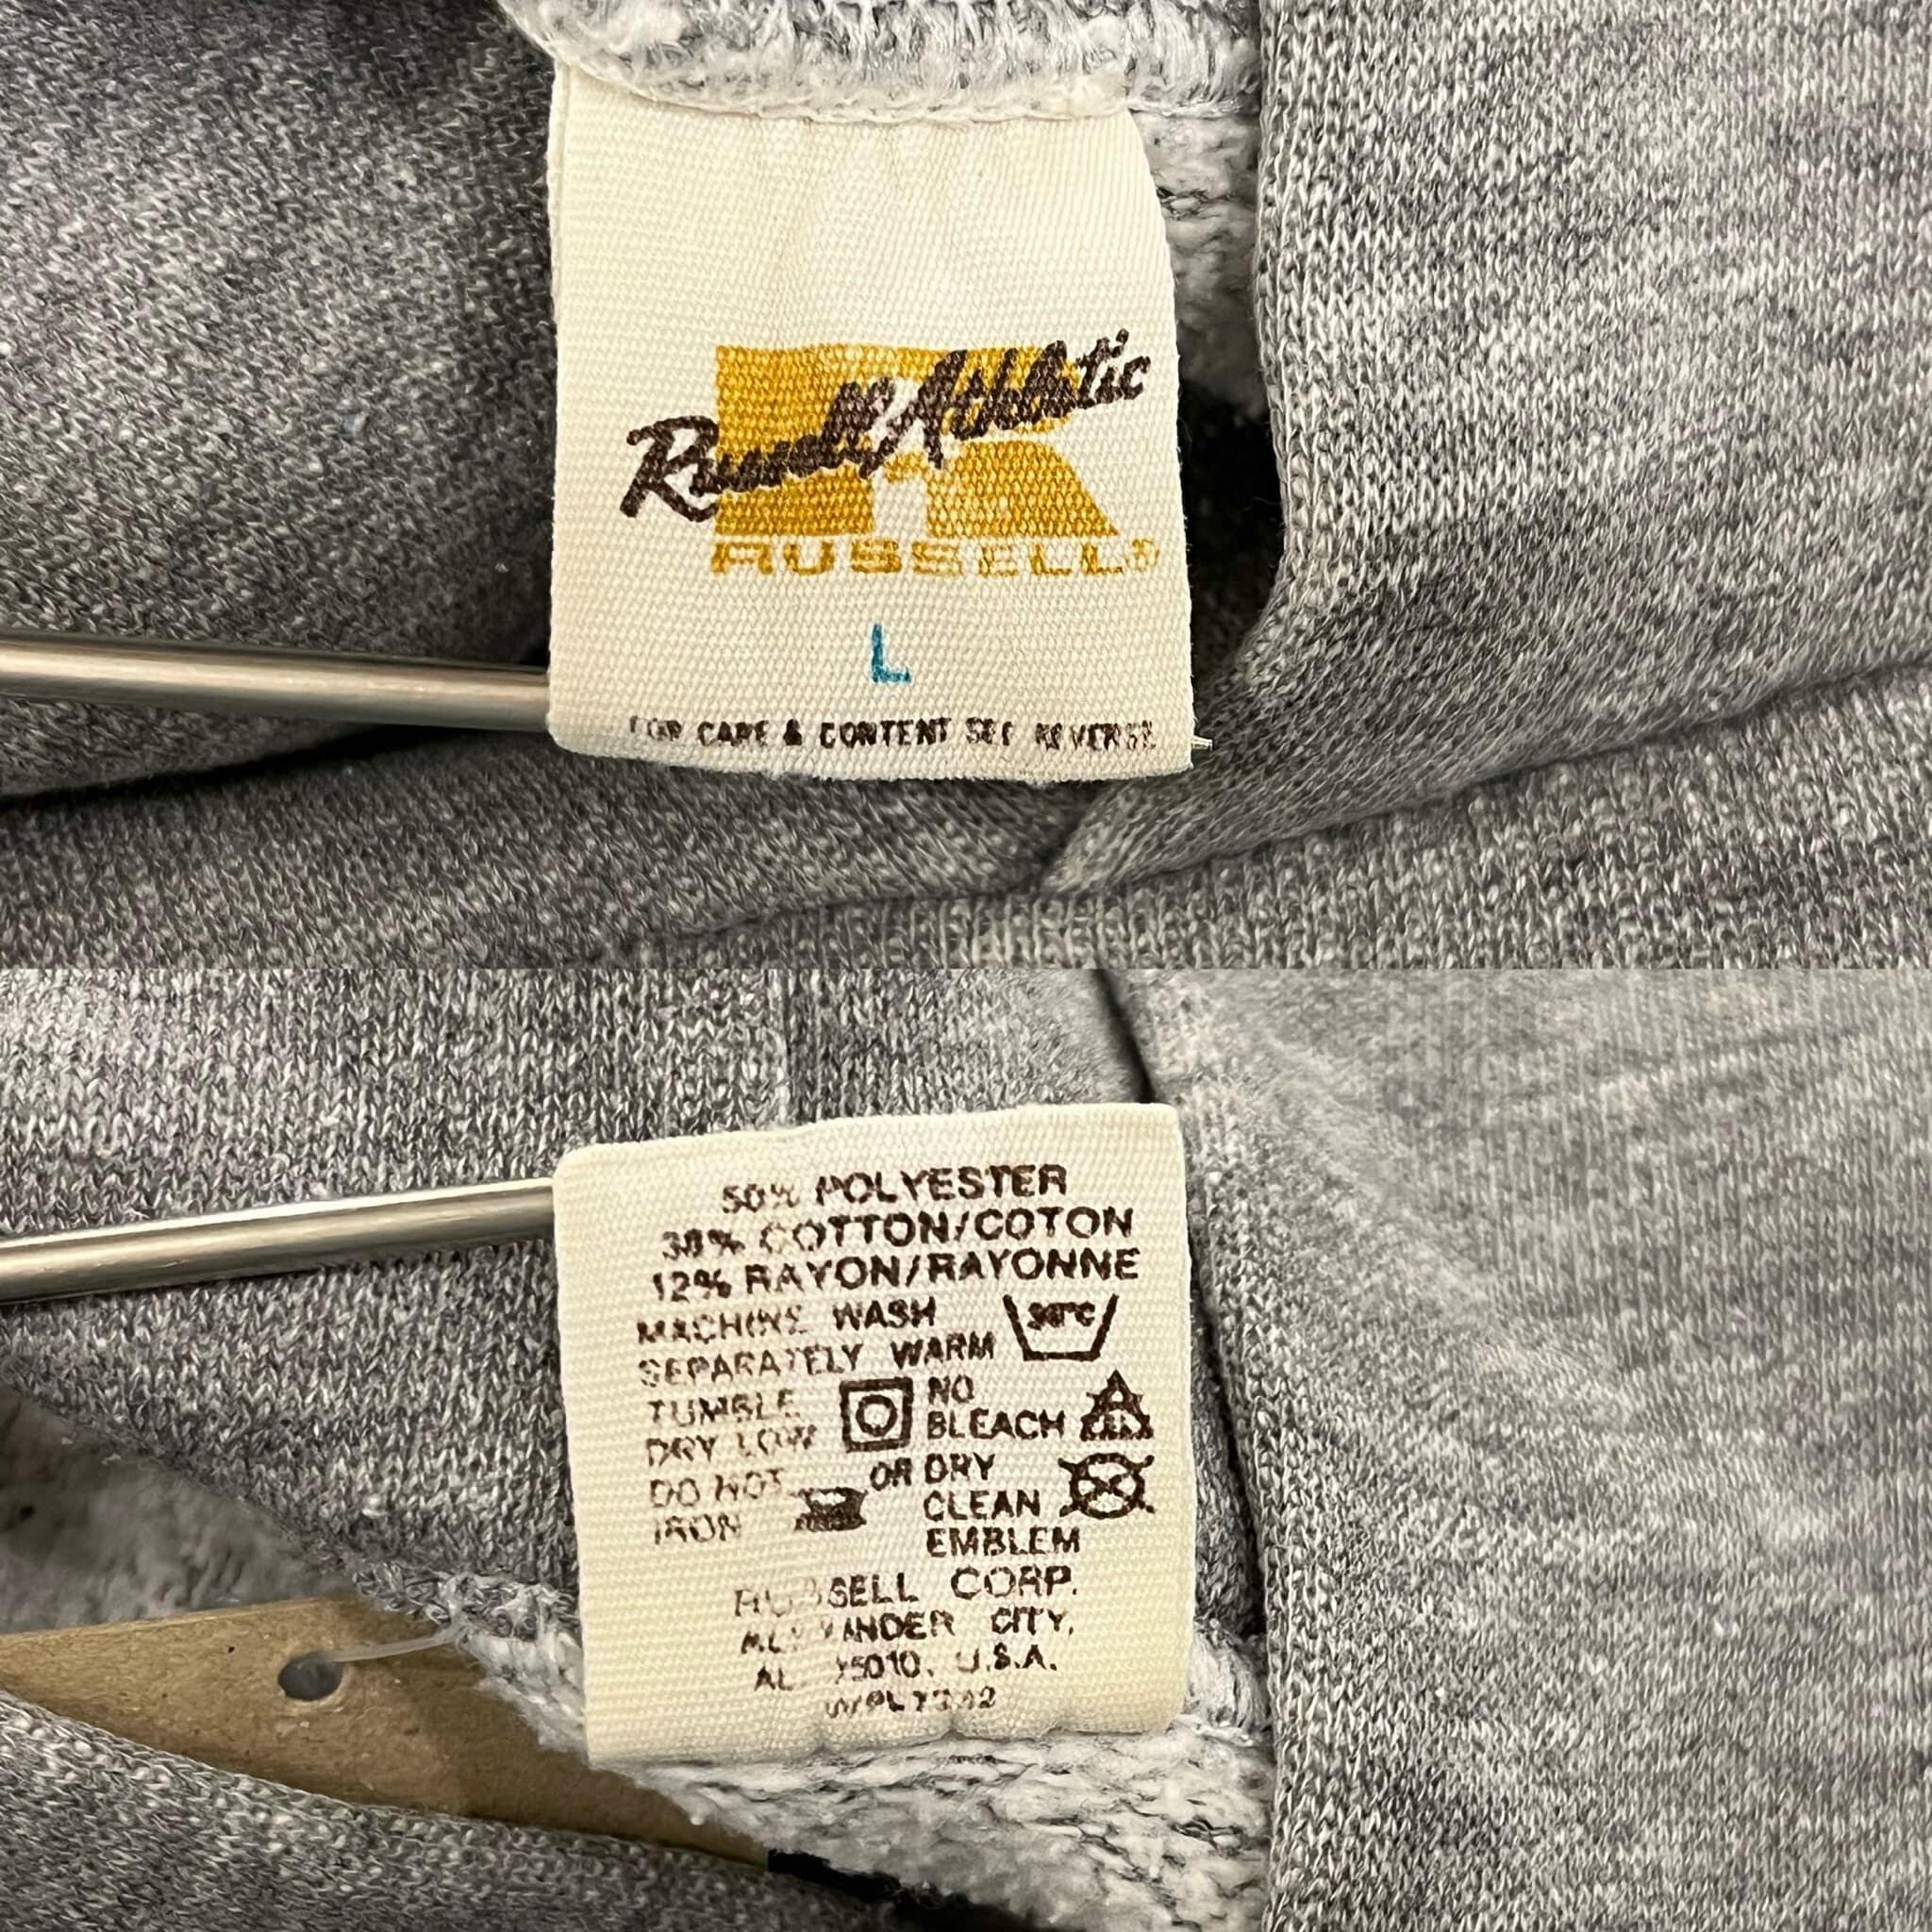 Russell Athletic
RUSSELL®
L
FOR CARE & CONTENT SEE REVERSE
50% POLYESTER
38% COTTON/COTON
12% RAYON/RAYONNE
MACHINE WASH
SEPARATELY WARM
TUMBLE
DRY LOW
NO
BLEACH
DO NOT
IRON
OR DRY
CLEAN
EMBLEM
RUSSELL CORP.
ALEXANDER CITY,
AL 35010. U.S.A.